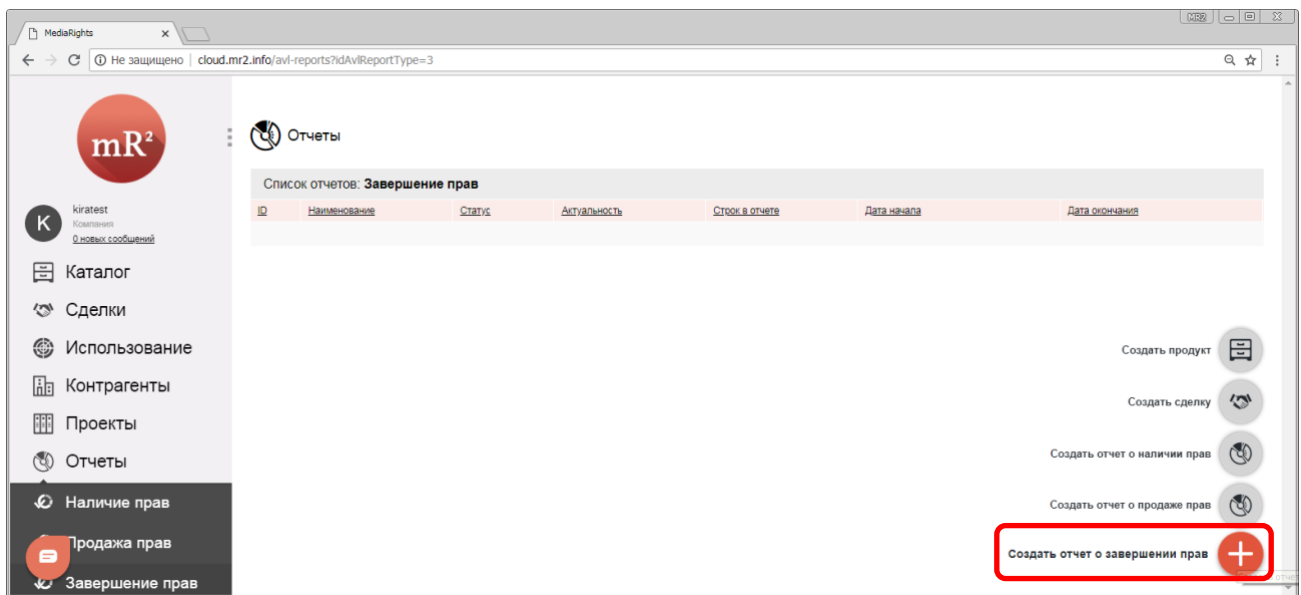 MR2
MediaRights
Не защищено | cloud.mr2.info/avl-reports?idAvlReportType=3
mR²
Отчеты
Список отчетов: Завершение прав
ID Наименование Статус Актуальность Строк в отчете Дата начала Дата окончания
K
kiratest
Компания
0 новых сообщений
Каталог
Сделки
Использование
Контрагенты
Проекты
Отчеты
Наличие прав
Продажа прав
Завершение прав
Создать продукт
Создать сделку
Создать отчет о наличии прав
Создать отчет о продаже прав
Создать отчет о завершении прав